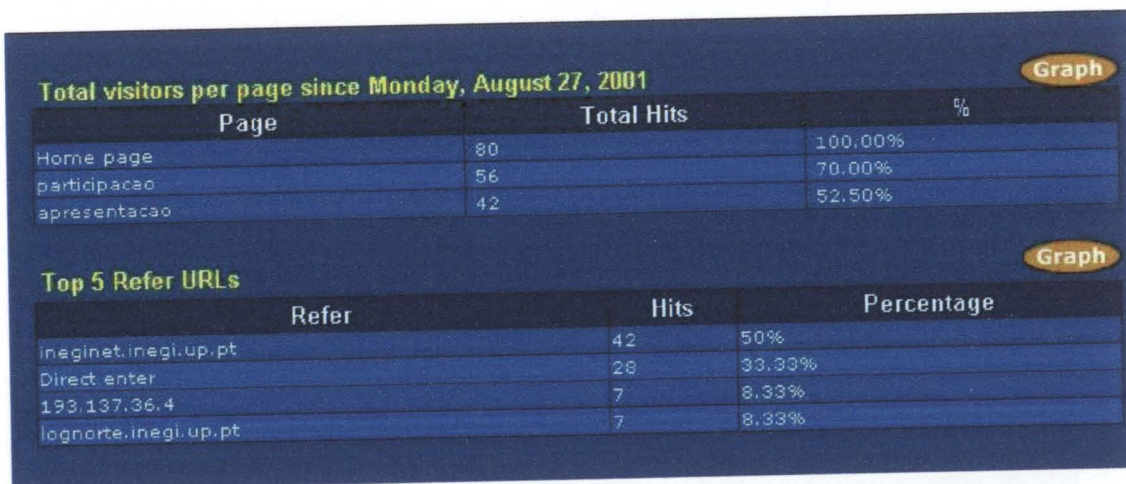 Total visitors per page since Monday, August 27, 2001 Graph
Page Total Hits %
Home page 80 100.00%
participacao 56 70.00%
apresentacao 42 52.50%
Top 5 Refer URLs Graph
Refer Hits Percentage
ineginet.inegi.up.pt 42 50%
Direct enter 28 33.33%
193.137.36.4 7 8.33%
lognorte.inegi.up.pt 7 8.33%